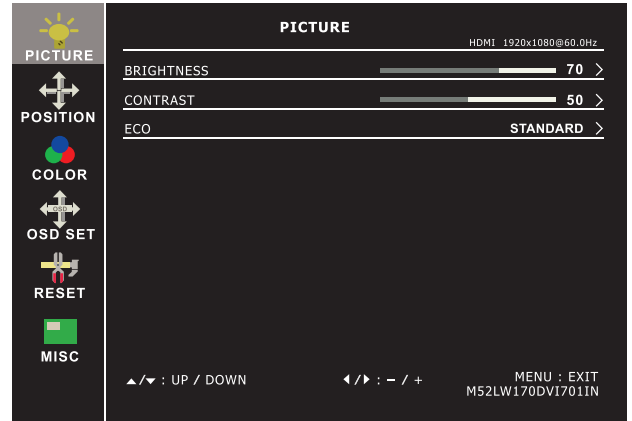 PICTURE
HDMI 1920x1080@60.0Hz
PICTURE
BRIGHTNESS 70
CONTRAST 50
ECO STANDARD
POSITION
COLOR
OSD
OSD SET
RESET
MISC
▲/▼ : UP / DOWN ◀/▶ : – / + MENU : EXIT
M52LW170DVI701IN